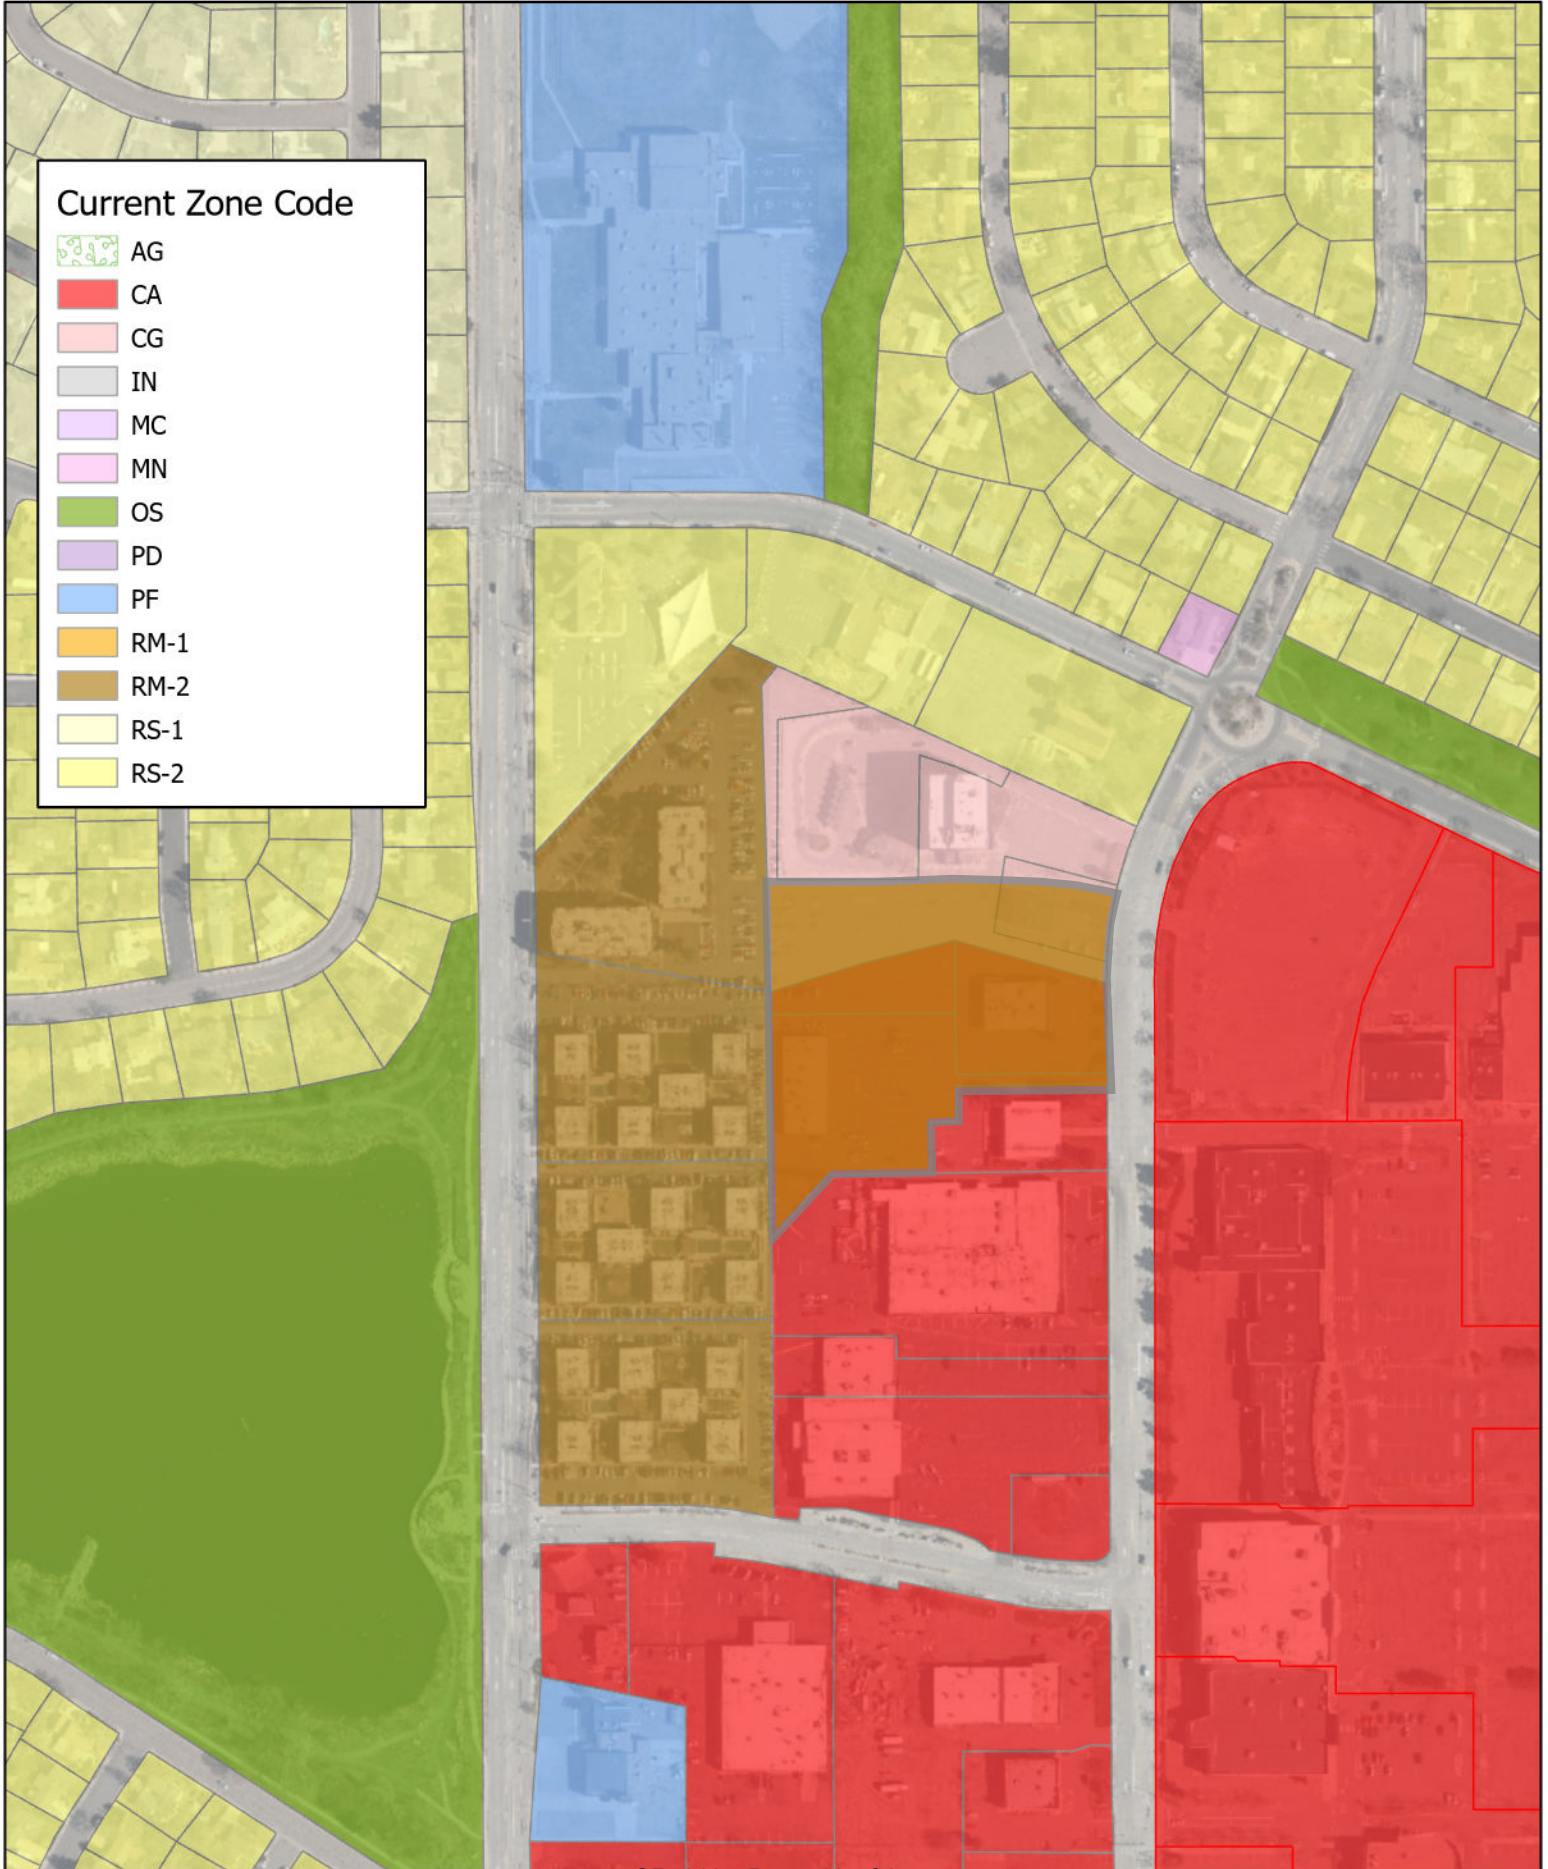 Current Zone Code
AG
CA
CG
IN
MC
MN
OS
PD
PF
RM-1
RM-2
RS-1
RS-2